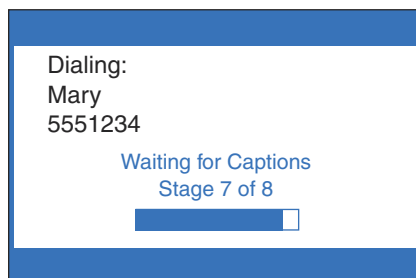 Dialing:
Mary
5551234
Waiting for Captions
Stage 7 of 8